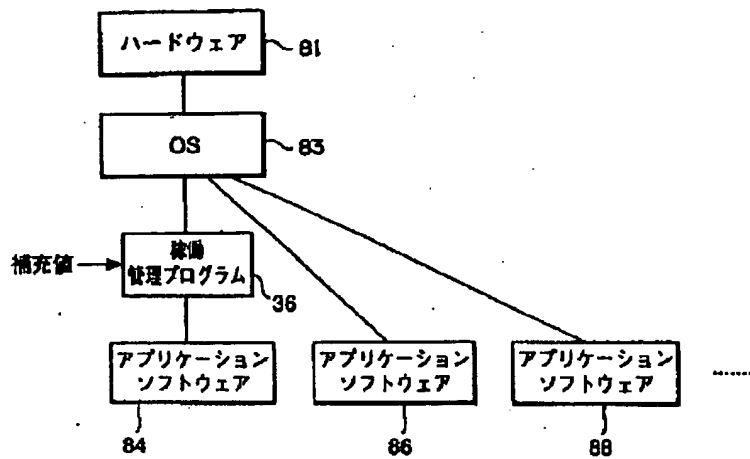 ハードウェア
81
OS
83
補充値
稼働
管理プログラム
36
アプリケーション
ソフトウェア
84
アプリケーション
ソフトウェア
86
アプリケーション
ソフトウェア
88